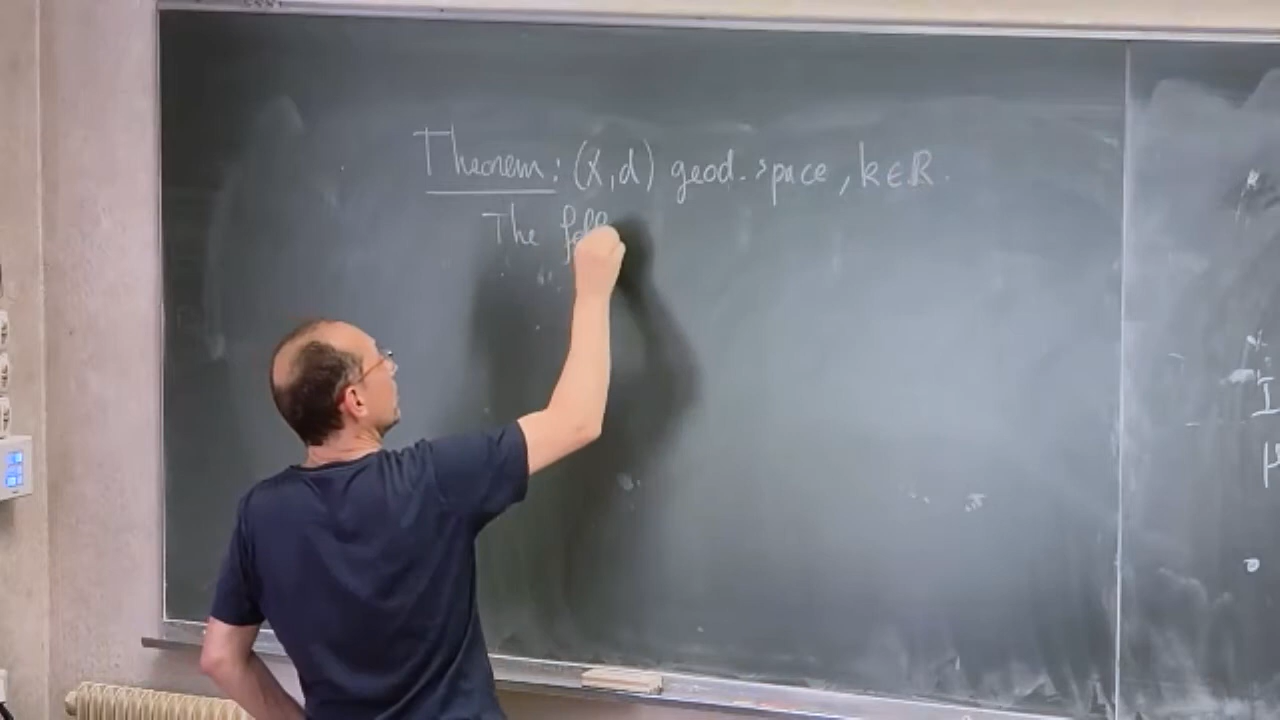 Theorem: (X,d) geod. space, k∈ℝ.
The foll